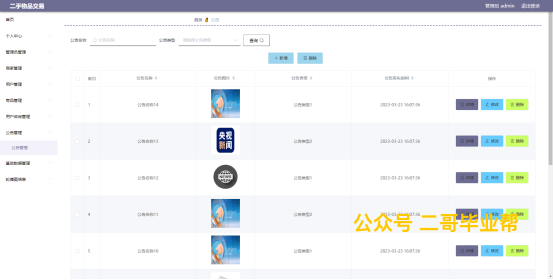 二手物品交易
管理员 admin 退出登录
首页
个人中心
管理员管理
商家管理
用户管理
物品管理
用户咨询管理
公告管理
公告管理
基础数据管理
轮播图信息
首页 公告
公告名称 公告名称 公告类型 请选择公告类型 查询
+ 新增 删除
索引 公告名称 公告图片 公告类型 公告发布时间 操作
1 公告名称14 公告类型1 2023-03-23 16:07:36 详情 修改 删除
2 公告名称13 央视新闻 公告类型2 2023-03-23 16:07:36 详情 修改 删除
3 公告名称12 公告类型1 2023-03-23 16:07:36 详情 修改 删除
4 公告名称11 公告类型2 2023-03-23 16:07:36 详情 修改 删除
公众号 二哥毕业帮
5 公告名称10 公告类型1 2023-03-23 16:07:36 详情 修改 删除